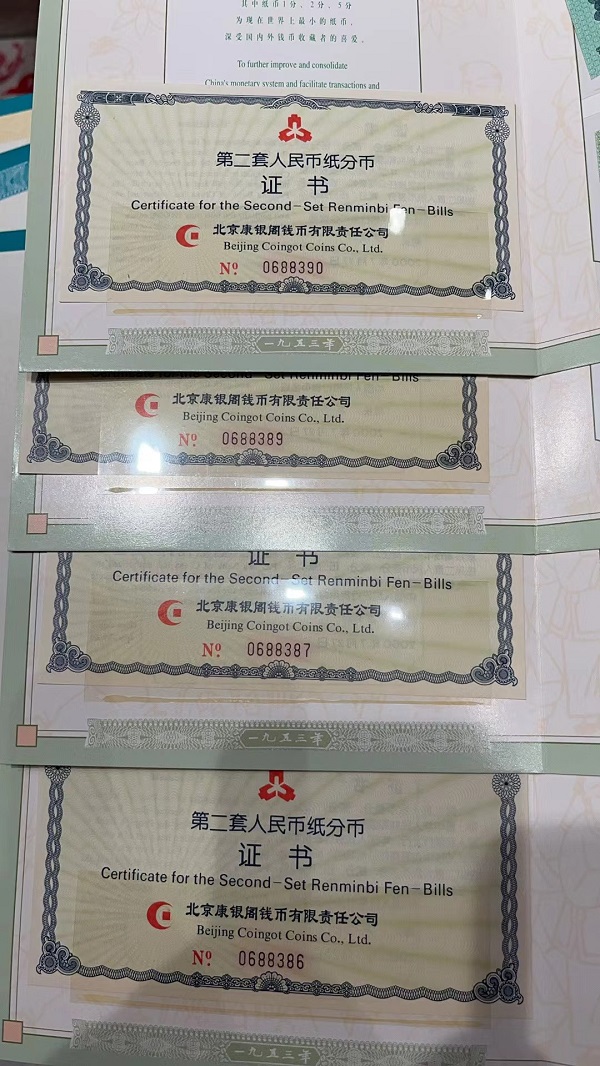 其中纸币1分、2分、5分
为现在世界上最小的纸币，
深受国内外钱币收藏者的喜爱。
To further improve and consolidate
China's monetary system and facilitate transactions and
第二套人民币纸分币
证 书
Certificate for the Second-Set Renminbi Fen-Bills
北京康银阁钱币有限责任公司
Beijing Coingot Coins Co., Ltd.
Nº 0688390
一九五三年
Certificate for the Second-Set Renminbi Fen-Bills
北京康银阁钱币有限责任公司
Beijing Coingot Coins Co., Ltd.
Nº 0688389
证 书
Certificate for the Second-Set Renminbi Fen-Bills
北京康银阁钱币有限责任公司
Beijing Coingot Coins Co., Ltd.
Nº 0688387
一九五三年
第二套人民币纸分币
证 书
Certificate for the Second-Set Renminbi Fen-Bills
北京康银阁钱币有限责任公司
Beijing Coingot Coins Co., Ltd.
Nº 0688386
一九五三年